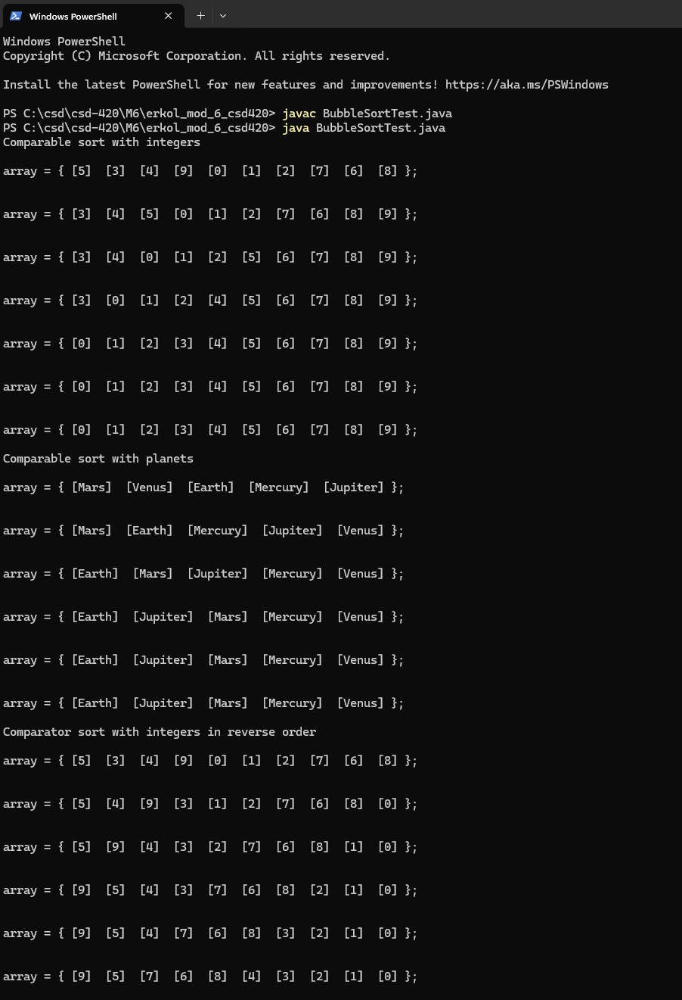 Windows PowerShell
Windows PowerShell
Copyright (C) Microsoft Corporation. All rights reserved.
Install the latest PowerShell for new features and improvements! https://aka.ms/PSWindows
PS C:\csd\csd-420\M6\erkol_mod_6_csd420> javac BubbleSortTest.java
PS C:\csd\csd-420\M6\erkol_mod_6_csd420> java BubbleSortTest.java
Comparable sort with integers
array = { [5]  [3]  [4]  [9]  [0]  [1]  [2]  [7]  [6]  [8] };
array = { [3]  [4]  [5]  [0]  [1]  [2]  [7]  [6]  [8]  [9] };
array = { [3]  [4]  [0]  [1]  [2]  [5]  [6]  [7]  [8]  [9] };
array = { [3]  [0]  [1]  [2]  [4]  [5]  [6]  [7]  [8]  [9] };
array = { [0]  [1]  [2]  [3]  [4]  [5]  [6]  [7]  [8]  [9] };
array = { [0]  [1]  [2]  [3]  [4]  [5]  [6]  [7]  [8]  [9] };
array = { [0]  [1]  [2]  [3]  [4]  [5]  [6]  [7]  [8]  [9] };
Comparable sort with planets
array = { [Mars]  [Venus]  [Earth]  [Mercury]  [Jupiter] };
array = { [Mars]  [Earth]  [Mercury]  [Jupiter]  [Venus] };
array = { [Earth]  [Mars]  [Jupiter]  [Mercury]  [Venus] };
array = { [Earth]  [Jupiter]  [Mars]  [Mercury]  [Venus] };
array = { [Earth]  [Jupiter]  [Mars]  [Mercury]  [Venus] };
array = { [Earth]  [Jupiter]  [Mars]  [Mercury]  [Venus] };
Comparator sort with integers in reverse order
array = { [5]  [3]  [4]  [9]  [0]  [1]  [2]  [7]  [6]  [8] };
array = { [5]  [4]  [9]  [3]  [1]  [2]  [7]  [6]  [8]  [0] };
array = { [5]  [9]  [4]  [3]  [2]  [7]  [6]  [8]  [1]  [0] };
array = { [9]  [5]  [4]  [3]  [7]  [6]  [8]  [2]  [1]  [0] };
array = { [9]  [5]  [4]  [7]  [6]  [8]  [3]  [2]  [1]  [0] };
array = { [9]  [5]  [7]  [6]  [8]  [4]  [3]  [2]  [1]  [0] };